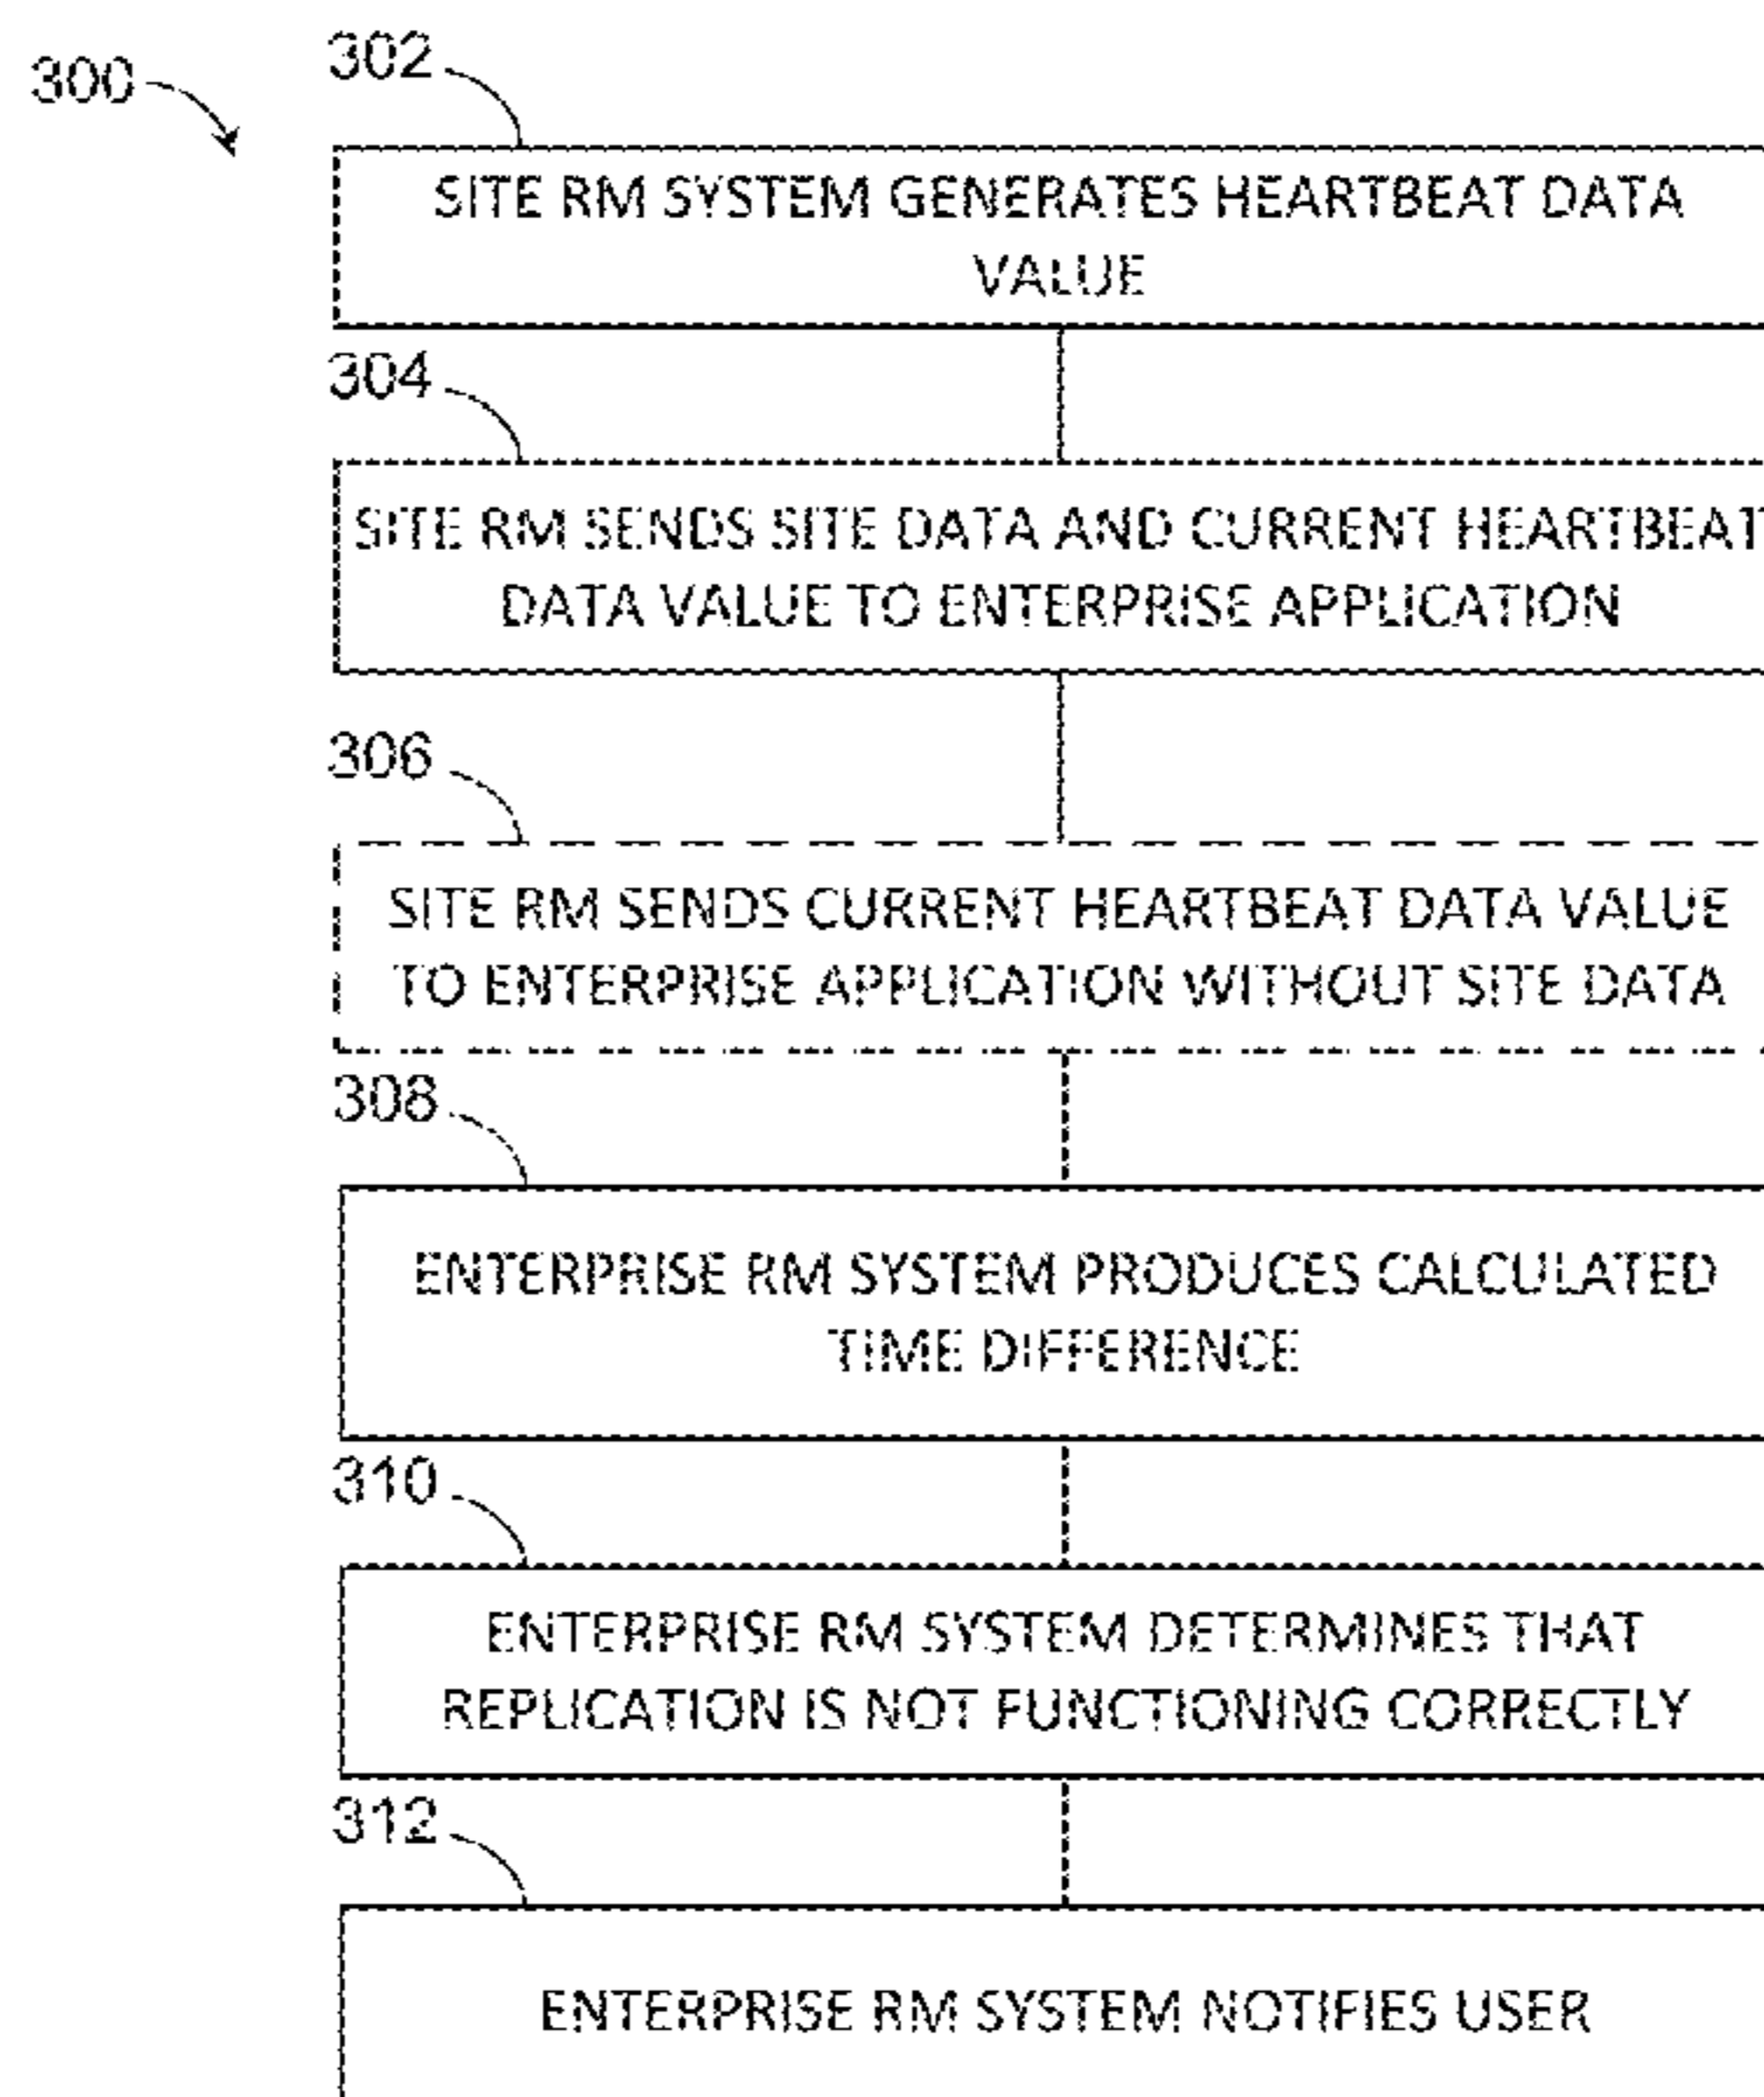 300
302
SITE RM SYSTEM GENERATES HEARTBEAT DATA
VALUE
304
SITE RM SENDS SITE DATA AND CURRENT HEARTBEAT
DATA VALUE TO ENTERPRISE APPLICATION
306
SITE RM SENDS CURRENT HEARTBEAT DATA VALUE
TO ENTERPRISE APPLICATION WITHOUT SITE DATA
308
ENTERPRISE RM SYSTEM PRODUCES CALCULATED
TIME DIFFERENCE
310
ENTERPRISE RM SYSTEM DETERMINES THAT
REPLICATION IS NOT FUNCTIONING CORRECTLY
312
ENTERPRISE RM SYSTEM NOTIFIES USER